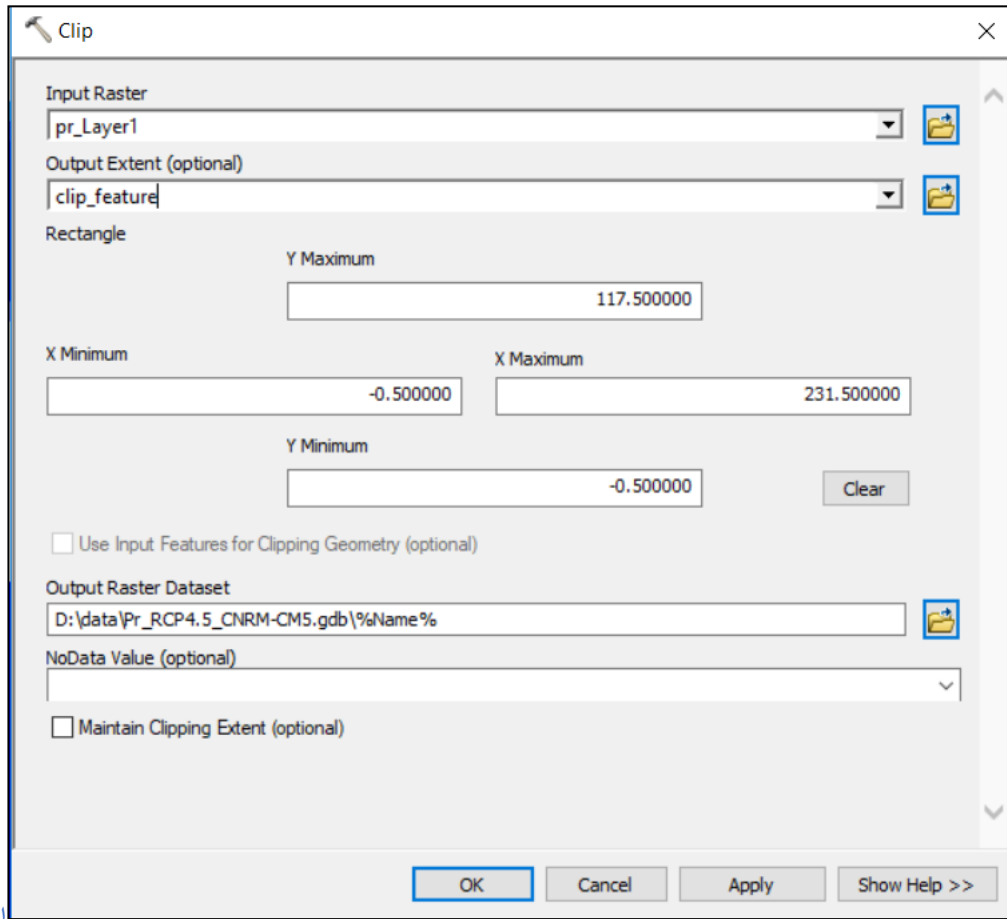 Clip
Input Raster
pr_Layer1
Output Extent (optional)
clip_feature
Rectangle
Y Maximum
117.500000
X Minimum
X Maximum
-0.500000
231.500000
Y Minimum
-0.500000
Clear
Use Input Features for Clipping Geometry (optional)
Output Raster Dataset
D:\data\Pr_RCP4.5_CNRM-CM5.gdb\%Name%
NoData Value (optional)
Maintain Clipping Extent (optional)
OK Cancel Apply Show Help >>